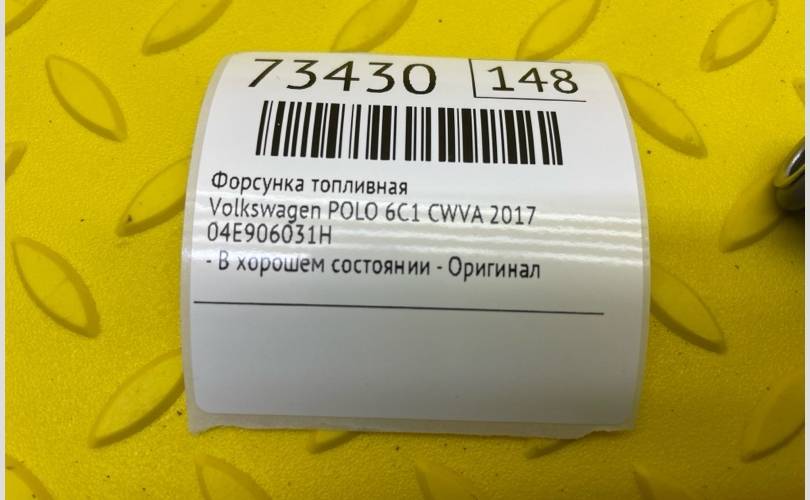 73430 148
Форсунка топливная
Volkswagen POLO 6C1 CWVA 2017
04E906031H
- В хорошем состоянии - Оригинал